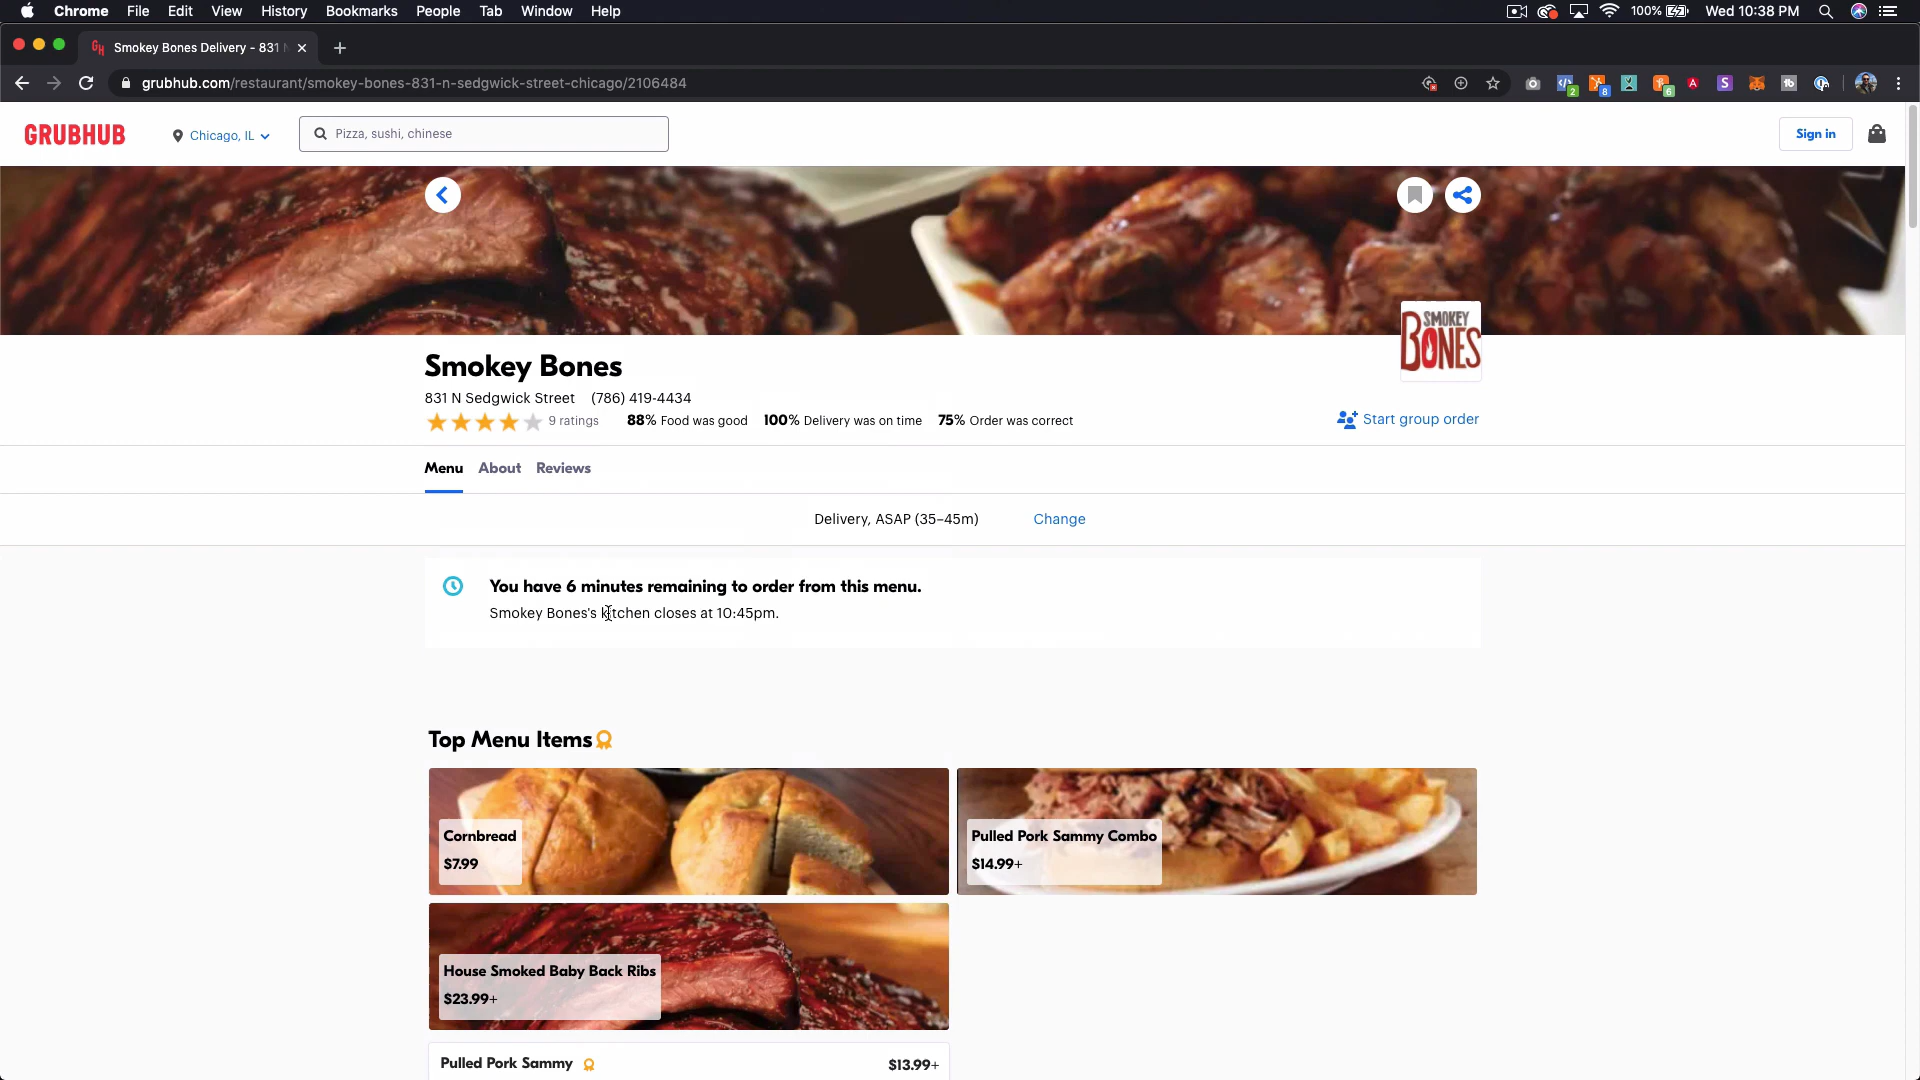 Chrome File Edit View History Bookmarks People Tab Window Help 100% Wed 10:38 PM
Smokey Bones Delivery - 831
grubhub.com/restaurant/smokey-bones-831-n-sedgwick-street-chicago/2106484
2 8 6 A S tb
GRUBHUB Chicago, IL Pizza, sushi, chinese Sign in
SMOKEY
BONES
Smokey Bones
831 N Sedgwick Street (786) 419-4434
9 ratings 88% Food was good 100% Delivery was on time 75% Order was correct Start group order
Menu About Reviews
Delivery, ASAP (35–45m) Change
You have 6 minutes remaining to order from this menu.
Smokey Bones's kitchen closes at 10:45pm.
Top Menu Items
Cornbread
$7.99
Pulled Pork Sammy Combo
$14.99+
House Smoked Baby Back Ribs
$23.99+
Pulled Pork Sammy $13.99+